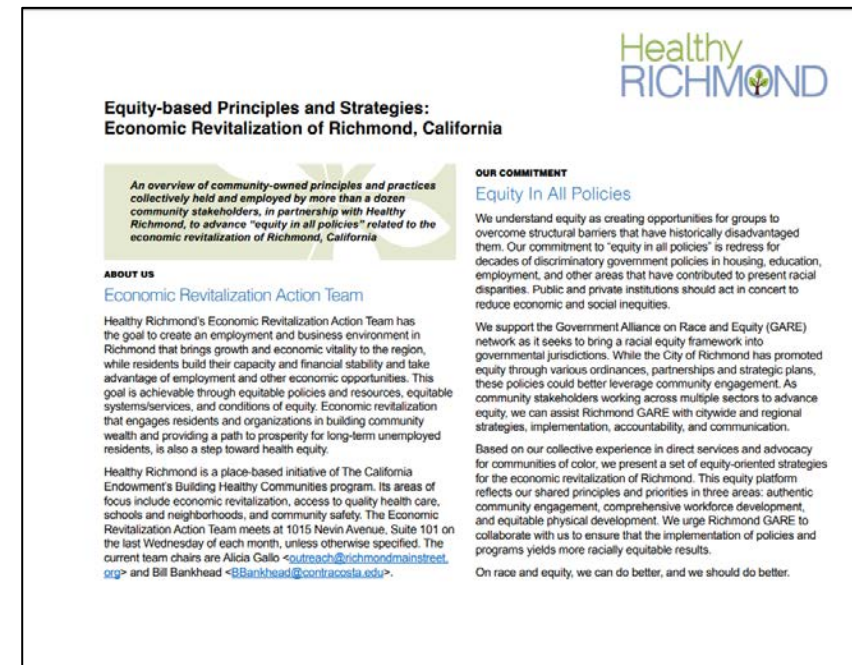 Healthy
RICHMOND
Equity-based Principles and Strategies:
Economic Revitalization of Richmond, California
An overview of community-owned principles and practices
collectively held and employed by more than a dozen
community stakeholders, in partnership with Healthy
Richmond, to advance "equity in all policies" related to the
economic revitalization of Richmond, California
ABOUT US
Economic Revitalization Action Team
Healthy Richmond's Economic Revitalization Action Team has
the goal to create an employment and business environment in
Richmond that brings growth and economic vitality to the region,
while residents build their capacity and financial stability and take
advantage of employment and other economic opportunities. This
goal is achievable through equitable policies and resources, equitable
systems/services, and conditions of equity. Economic revitalization
that engages residents and organizations in building community
wealth and providing a path to prosperity for long-term unemployed
residents, is also a step toward health equity.
Healthy Richmond is a place-based initiative of The California
Endowment's Building Healthy Communities program. Its areas of
focus include economic revitalization, access to quality health care,
schools and neighborhoods, and community safety. The Economic
Revitalization Action Team meets at 1015 Nevin Avenue, Suite 101 on
the last Wednesday of each month, unless otherwise specified. The
current team chairs are Alicia Gallo <outreach@richmondmainstreet.
org> and Bill Bankhead <BBankhead@contracosta.edu>.
OUR COMMITMENT
Equity In All Policies
We understand equity as creating opportunities for groups to
overcome structural barriers that have historically disadvantaged
them. Our commitment to "equity in all policies" is redress for
decades of discriminatory government policies in housing, education,
employment, and other areas that have contributed to present racial
disparities. Public and private institutions should act in concert to
reduce economic and social inequities.
We support the Government Alliance on Race and Equity (GARE)
network as it seeks to bring a racial equity framework into
governmental jurisdictions. While the City of Richmond has promoted
equity through various ordinances, partnerships and strategic plans,
these policies could better leverage community engagement. As
community stakeholders working across multiple sectors to advance
equity, we can assist Richmond GARE with citywide and regional
strategies, implementation, accountability, and communication.
Based on our collective experience in direct services and advocacy
for communities of color, we present a set of equity-oriented strategies
for the economic revitalization of Richmond. This equity platform
reflects our shared principles and priorities in three areas: authentic
community engagement, comprehensive workforce development,
and equitable physical development. We urge Richmond GARE to
collaborate with us to ensure that the implementation of policies and
programs yields more racially equitable results.
On race and equity, we can do better, and we should do better.